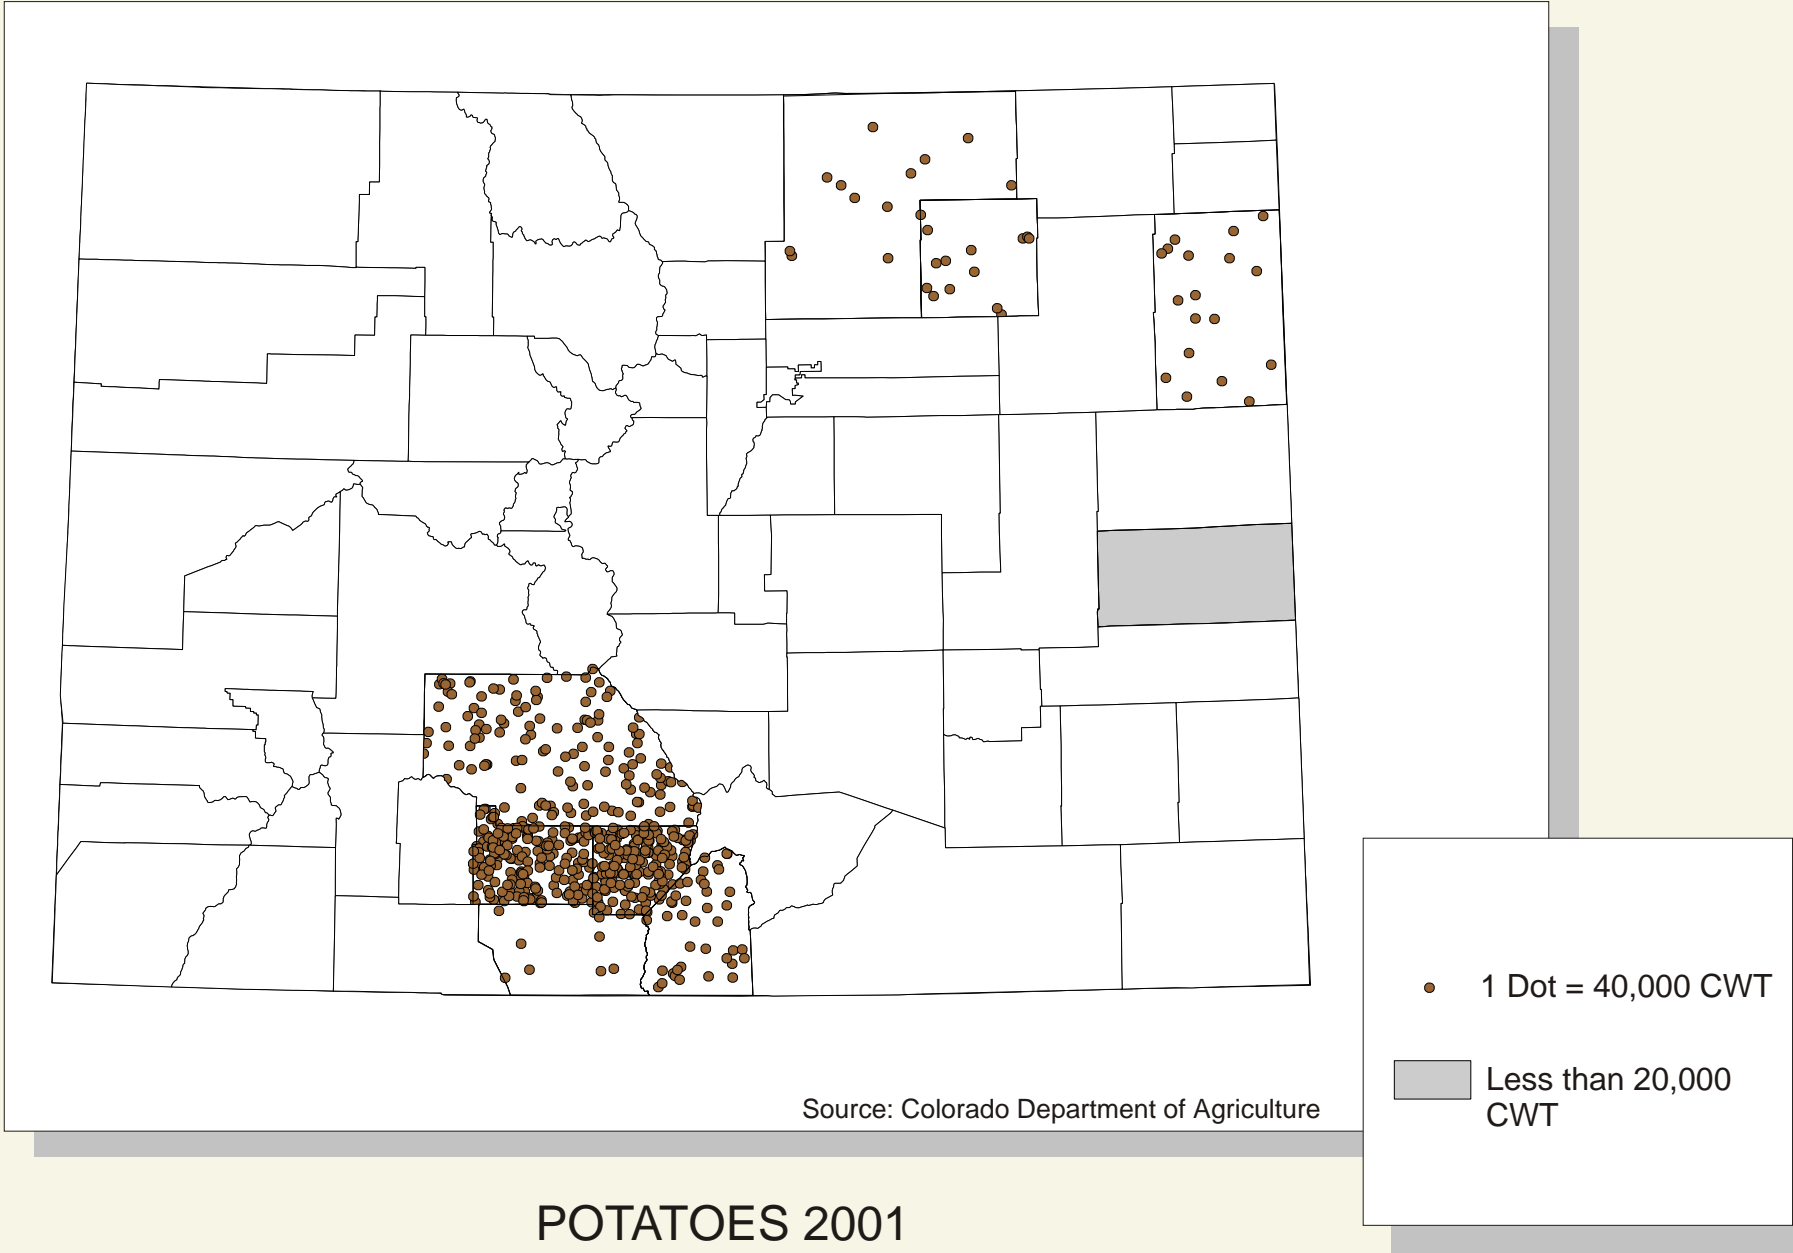 1 Dot = 40,000 CWT
Less than 20,000
CWT
Source: Colorado Department of Agriculture
POTATOES 2001